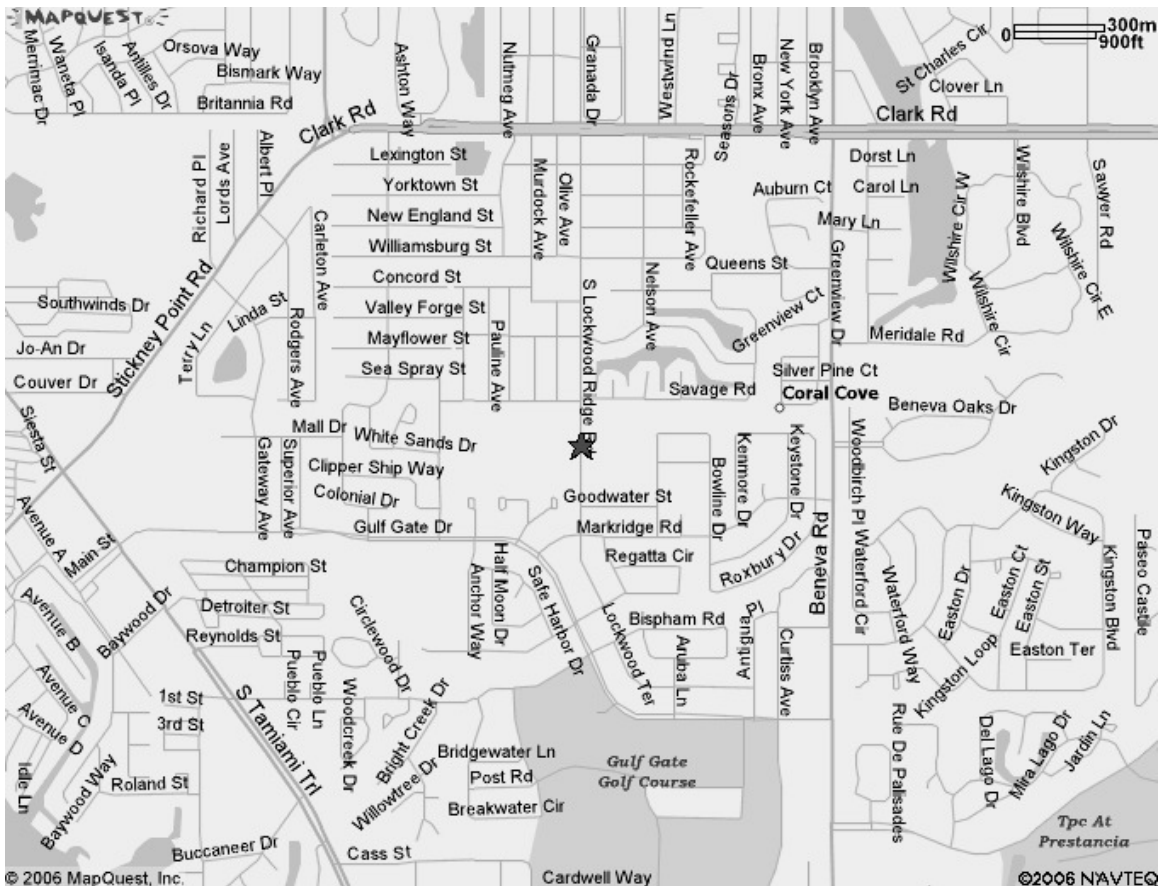 MAPQUEST
300m
0
900ft
Merrimac Dr
Waneta Pl
Isanda Pl
Antilles Dr
Orsova Way
Bismark Way
Britannia Rd
Ashton Way
Nutmeg Ave
Granada Dr
Westwind Ln
Seasons Dr
Bronx Ave
New York Ave
Brooklyn Ave
St Charles Cir
Clover Ln
Clark Rd
Clark Rd
Richard Pl
Lords Ave
Albert Pl
Lexington St
Yorktown St
New England St
Williamsburg St
Concord St
Valley Forge St
Mayflower St
Sea Spray St
Carleton Ave
Murdock Ave
Olive Ave
Rockefeller Ave
Auburn Ct
Dorst Ln
Carol Ln
Mary Ln
Wilshire Cir W
Wilshire Blvd
Sawyer Rd
Wilshire Cir E
Wilshire Cir
Queens St
Greenview Dr
Greenview Ct
Meridale Rd
Stickney Point Rd
Southwinds Dr
Jo-An Dr
Couver Dr
Terry Ln
Linda St
Rodgers Ave
Pauline Ave
S Lockwood Ridge Rd
Nelson Ave
Savage Rd
Silver Pine Ct
Coral Cove
Beneva Oaks Dr
Siesta St
Mall Dr
White Sands Dr
Clipper Ship Way
Colonial Dr
Gulf Gate Dr
Gateway Ave
Superior Ave
Goodwater St
Markridge Rd
Regatta Cir
Bowline Dr
Kenmore Dr
Keystone Dr
Roxbury Dr
Beneva Rd
Woodbirch Pl
Waterford Cir
Waterford Way
Kingston Dr
Kingston Way
Kingston Blvd
Paseo Castile
Easton Dr
Easton Ct
Easton St
Easton Ter
Kingston Loop
Avenue A
Main St
Avenue B
Baywood Dr
Champion St
Detroiter St
Reynolds St
Circlewood Dr
Anchor Way
Half Moon Dr
Safe Harbor Dr
Lockwood Ter
Bispham Rd
Aruba Ln
Antigua Pl
Curtiss Ave
Avenue C
Avenue D
1st St
3rd St
Pueblo Cir
Pueblo Ln
Woodcreek Dr
Bright Creek Dr
S Tamiami Trl
Idle Ln
Baywood Way
Roland St
Willowtree Dr
Bridgewater Ln
Post Rd
Breakwater Cir
Gulf Gate
Golf Course
Rue De Palisades
Del Lago Dr
Mira Lago Dr
Jardin Ln
Tpc At
Prestancia
Buccaneer Dr
Cass St
Cardwell Way
© 2006 MapQuest, Inc.
©2006 NAVTEQ